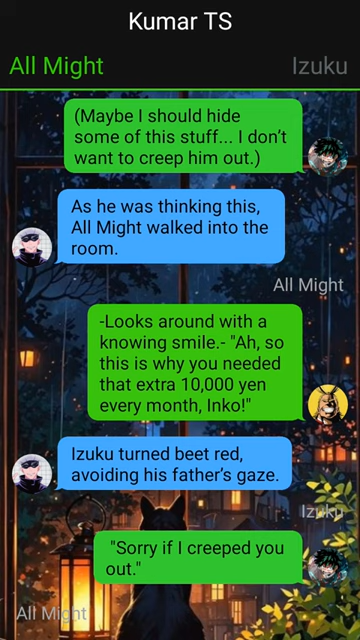 Kumar TS
All Might
Izuku
(Maybe I should hide
some of this stuff... I don't
want to creep him out.)
As he was thinking this,
All Might walked into the
room.
All Might
-Looks around with a
knowing smile.- "Ah, so
this is why you needed
that extra 10,000 yen
every month, Inko!"
Izuku turned beet red,
avoiding his father's gaze.
Izuku
"Sorry if I creeped you
out."
All Might